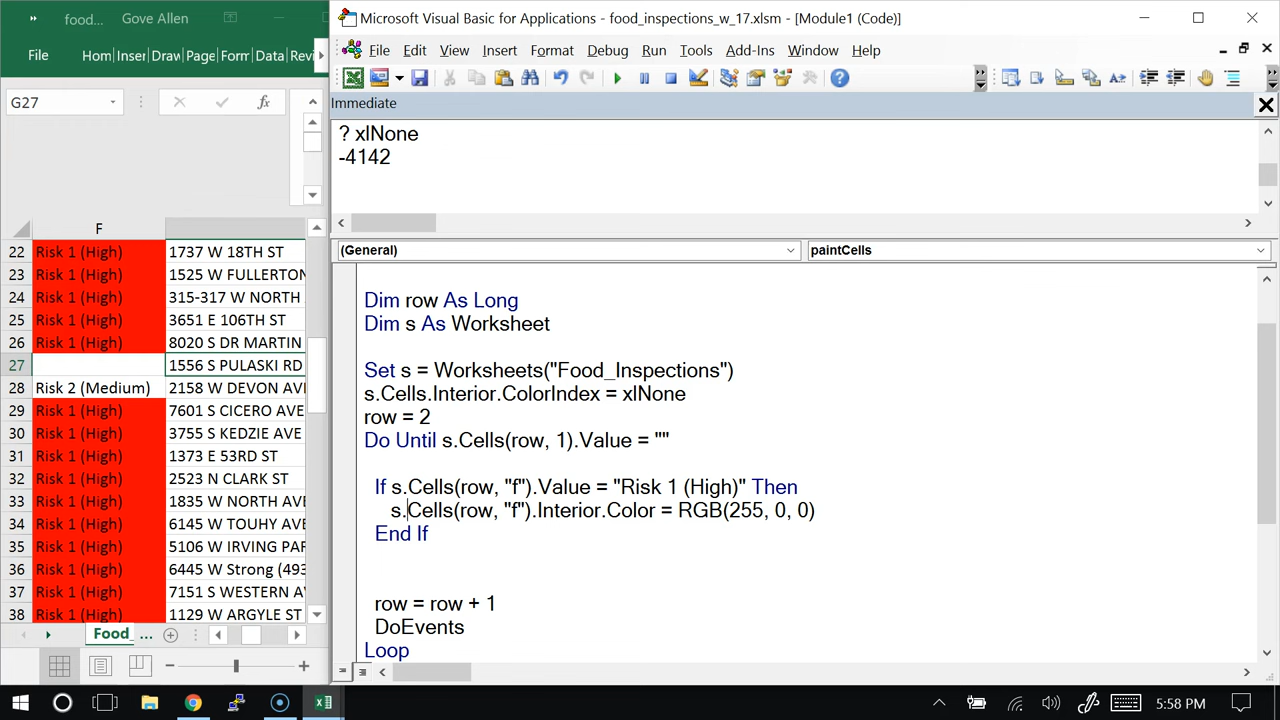 food... Gove Allen
File Hom Inser Drav Page Forr Data Revi
G27 fx
F
22 Risk 1 (High) 1737 W 18TH ST
23 Risk 1 (High) 1525 W FULLERTON
24 Risk 1 (High) 315-317 W NORTH
25 Risk 1 (High) 3651 E 106TH ST
26 Risk 1 (High) 8020 S DR MARTIN
27 1556 S PULASKI RD
28 Risk 2 (Medium) 2158 W DEVON AVE
29 Risk 1 (High) 7601 S CICERO AVE
30 Risk 1 (High) 3755 S KEDZIE AVE
31 Risk 1 (High) 1373 E 53RD ST
32 Risk 1 (High) 2523 N CLARK ST
33 Risk 1 (High) 1835 W NORTH AVE
34 Risk 1 (High) 6145 W TOUHY AVE
35 Risk 1 (High) 5106 W IRVING PAR
36 Risk 1 (High) 6445 W Strong (493
37 Risk 1 (High) 7151 S WESTERN AV
38 Risk 1 (High) 1129 W ARGYLE ST
Food_ ...
Microsoft Visual Basic for Applications - food_inspections_w_17.xlsm - [Module1 (Code)]
File Edit View Insert Format Debug Run Tools Add-Ins Window Help
Immediate
? xlNone
-4142
(General) paintCells
Dim row As Long
Dim s As Worksheet
Set s = Worksheets("Food_Inspections")
s.Cells.Interior.ColorIndex = xlNone
row = 2
Do Until s.Cells(row, 1).Value = ""
If s.Cells(row, "f").Value = "Risk 1 (High)" Then
s.Cells(row, "f").Interior.Color = RGB(255, 0, 0)
End If
row = row + 1
DoEvents
Loop
5:58 PM